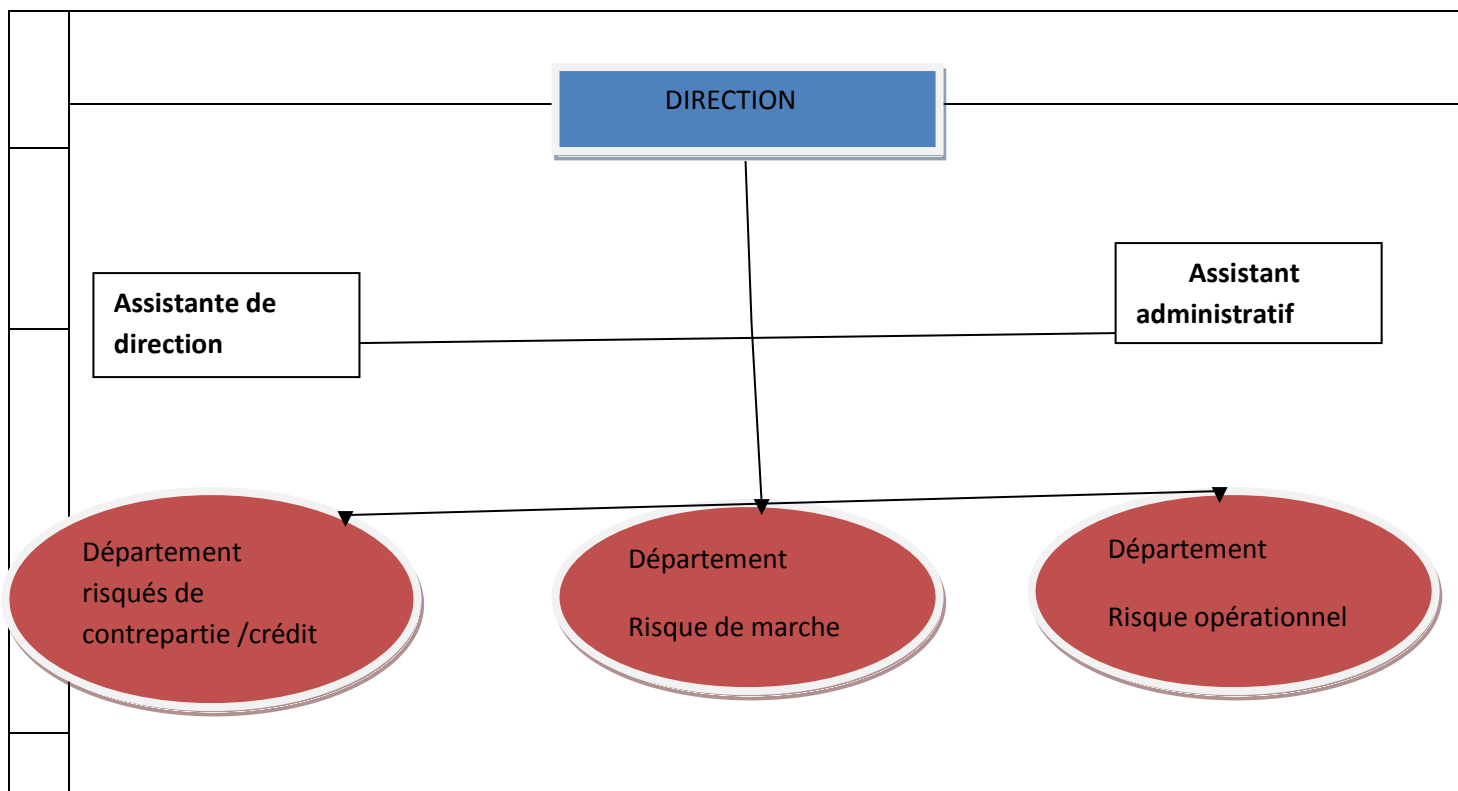 DIRECTION
Assistante de
direction
Assistant
administratif
Département
risqués de
contrepartie /crédit
Département
Risque de marche
Département
Risque opérationnel